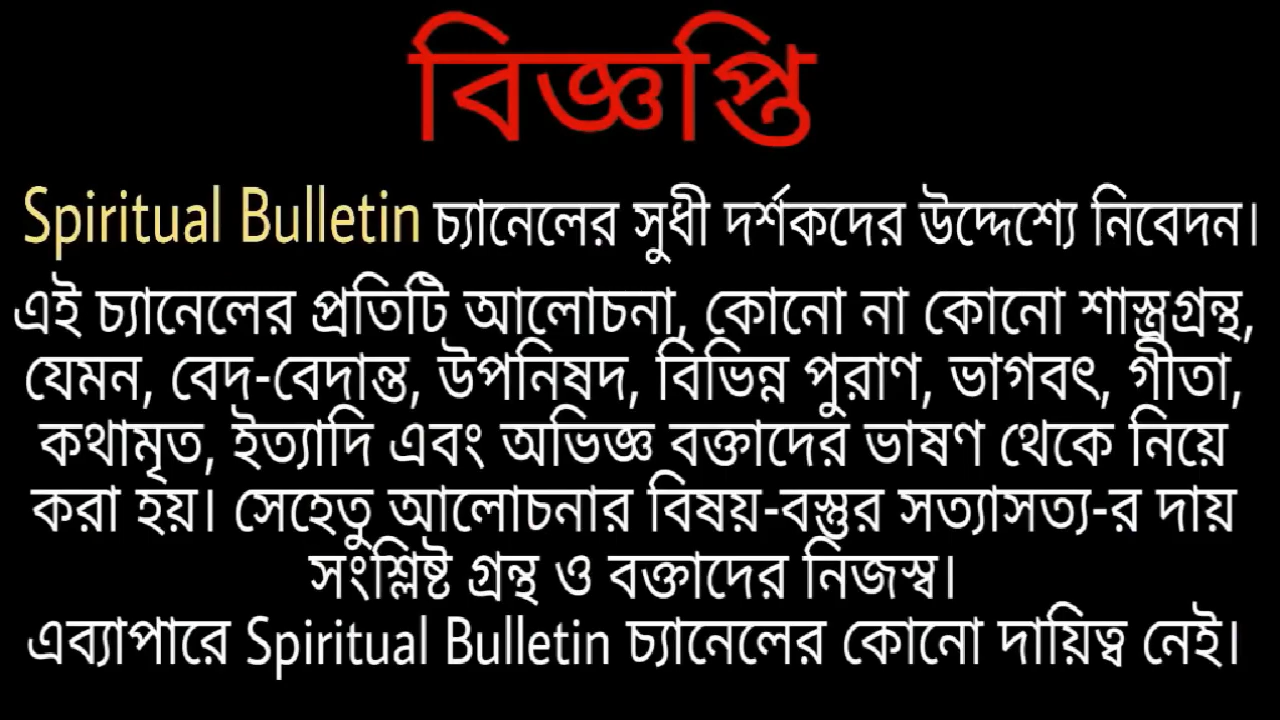 বিজ্ঞপ্তি
Spiritual Bulletin চ্যানেলের সুধী দর্শকদের উদ্দেশ্যে নিবেদন।
এই চ্যানেলের প্রতিটি আলোচনা, কোনো না কোনো শাস্ত্রগ্রন্থ,
যেমন, বেদ-বেদান্ত, উপনিষদ, বিভিন্ন পুরাণ, ভাগবৎ, গীতা,
কথামৃত, ইত্যাদি এবং অভিজ্ঞ বক্তাদের ভাষণ থেকে নিয়ে
করা হয়। সেহেতু আলোচনার বিষয়-বস্তুর সত্যাসত্য-র দায়
সংশ্লিষ্ট গ্রন্থ ও বক্তাদের নিজস্ব।
এব্যাপারে Spiritual Bulletin চ্যানেলের কোনো দায়িত্ব নেই।